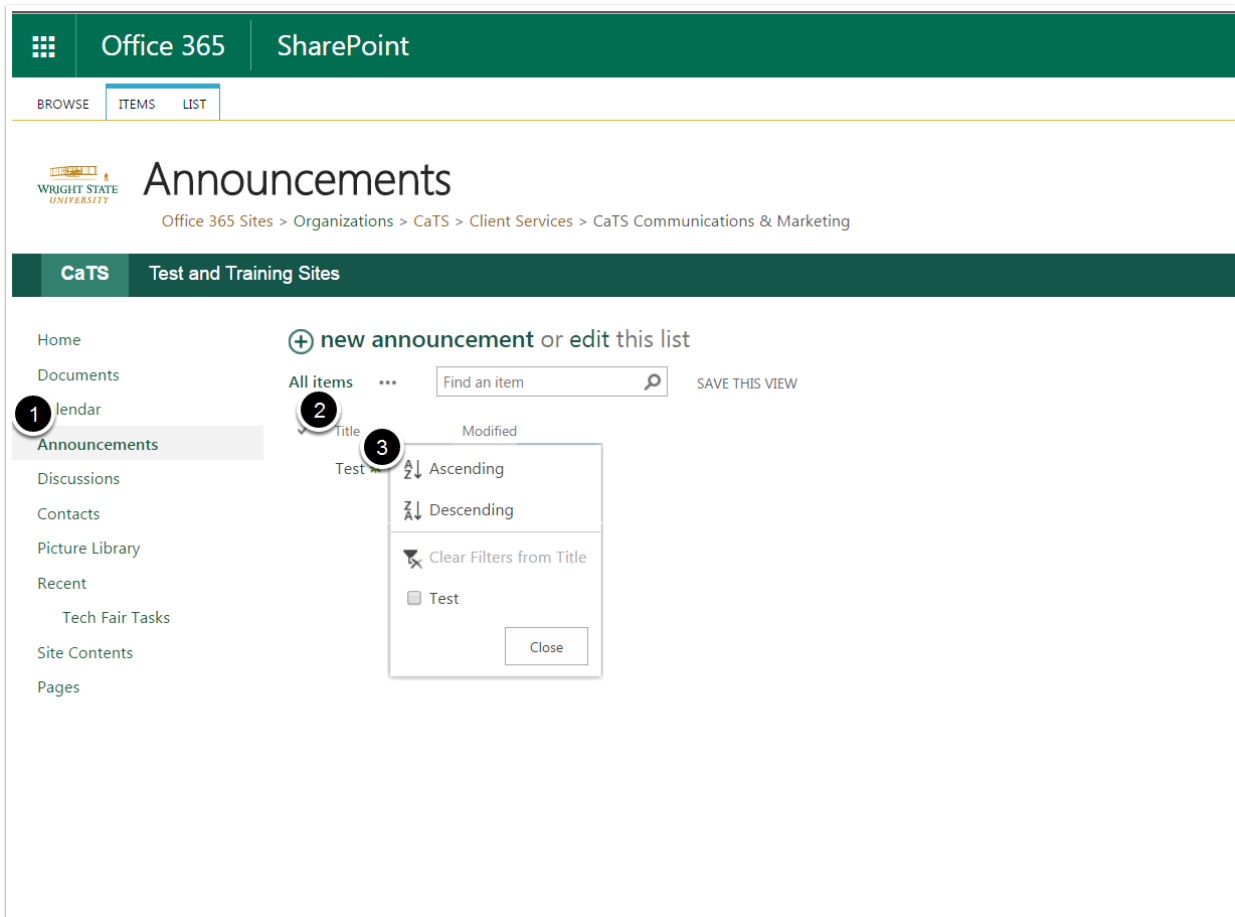 Office 365 SharePoint
BROWSE ITEMS LIST
WRIGHT STATE
UNIVERSITY
Announcements
Office 365 Sites > Organizations > CaTS > Client Services > CaTS Communications & Marketing
CaTS Test and Training Sites
Home
Documents
1 lendar
Announcements
Discussions
Contacts
Picture Library
Recent
Tech Fair Tasks
Site Contents
Pages
new announcement or edit this list
All items ... Find an item SAVE THIS VIEW
2
Title Modified
3
Test
Ascending
Descending
Clear Filters from Title
Test
Close